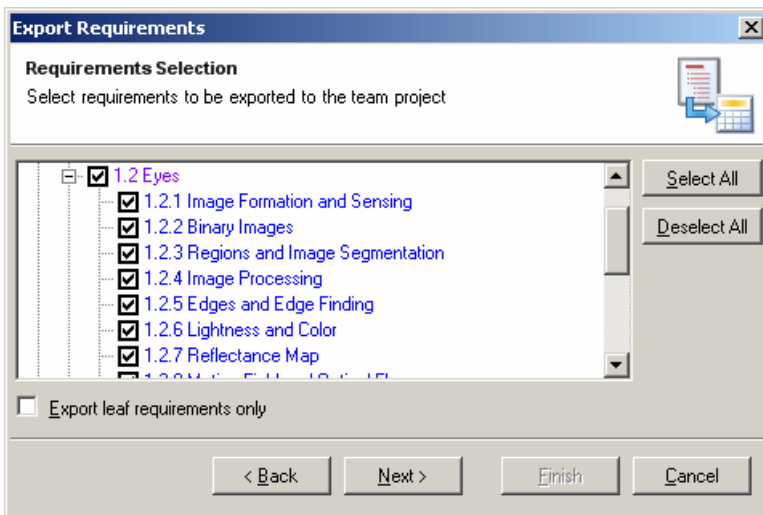 Export Requirements
Requirements Selection
Select requirements to be exported to the team project
1.2 Eyes
1.2.1 Image Formation and Sensing
1.2.2 Binary Images
1.2.3 Regions and Image Segmentation
1.2.4 Image Processing
1.2.5 Edges and Edge Finding
1.2.6 Lightness and Color
1.2.7 Reflectance Map
Select All
Deselect All
Export leaf requirements only
< Back
Next >
Finish
Cancel